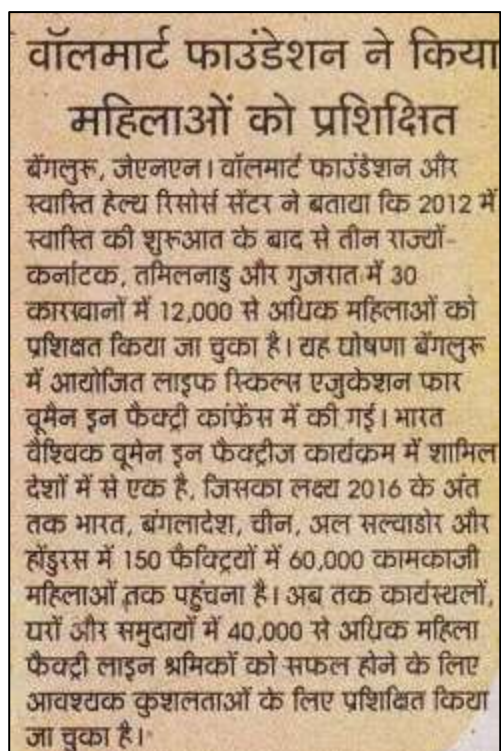 वॉलमार्ट फाउंडेशन ने किया
महिलाओं को प्रशिक्षित
बेंगलुरू, जेएनएन। वॉलमार्ट फाउंडेशन और
स्वास्ति हेल्थ रिसोर्स सेंटर ने बताया कि 2012 में
स्वास्ति की शुरूआत के बाद से तीन राज्यों-
कर्नाटक, तमिलनाडु और गुजरात में 30
कारखानों में 12,000 से अधिक महिलाओं को
प्रशिक्षत किया जा चुका है। यह घोषणा बेंगलुरू
में आयोजित लाइफ स्किल्स एजुकेशन फार
वूमैन इन फैक्ट्री कांफ्रेंस में की गई। भारत
वैश्विक वूमेन इन फैक्ट्रीज कार्यक्रम में शामिल
देशों में से एक है, जिसका लक्ष्य 2016 के अंत
तक भारत, बंगलादेश, चीन, अल सल्वाडोर और
होंडुरस में 150 फैक्ट्रियों में 60,000 कामकाजी
महिलाओं तक पहुंचना है। अब तक कार्यस्थलों,
घरों और समुदायों में 40,000 से अधिक महिला
फैक्ट्री लाइन श्रमिकों को सफल होने के लिए
आवश्यक कुशलताओं के लिए प्रशिक्षित किया
जा चुका है।